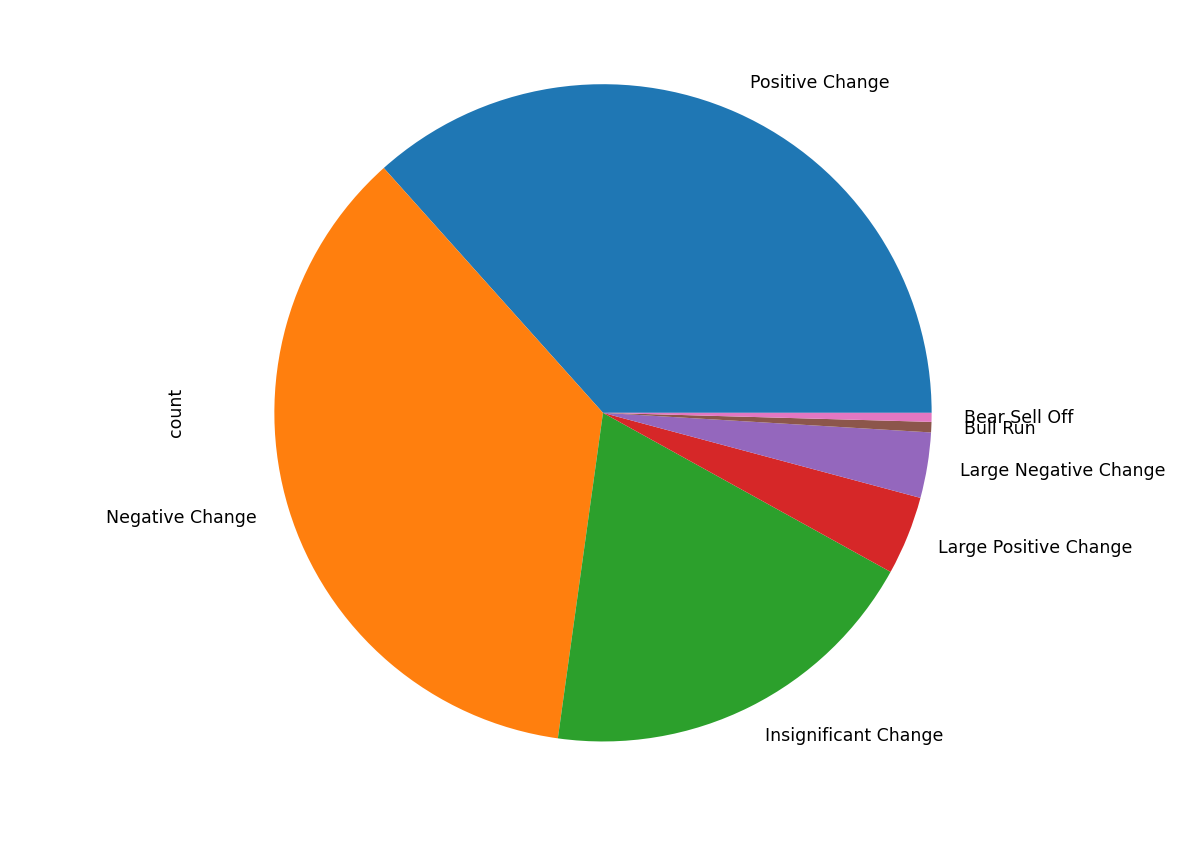 Positive Change
Bear Sell Off
Bull Run
count
Large Negative Change
Negative Change
Large Positive Change
Insignificant Change